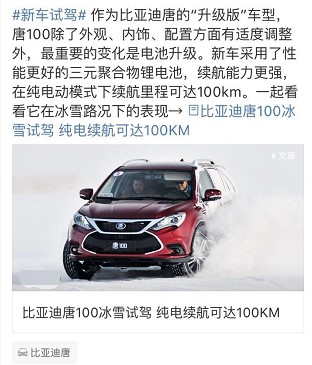 #新车试驾# 作为比亚迪唐的“升级版”车型，
唐100除了外观、内饰、配置方面有适度调整
外，最重要的变化是电池升级。新车采用了性
能更好的三元聚合物锂电池，续航能力更强，
在纯电动模式下续航里程可达100km。一起看
看它在冰雪路况下的表现→ 比亚迪唐100冰
雪试驾 纯电续航可达100KM
文章
唐100
比亚迪唐100冰雪试驾 纯电续航可达100KM
比亚迪唐